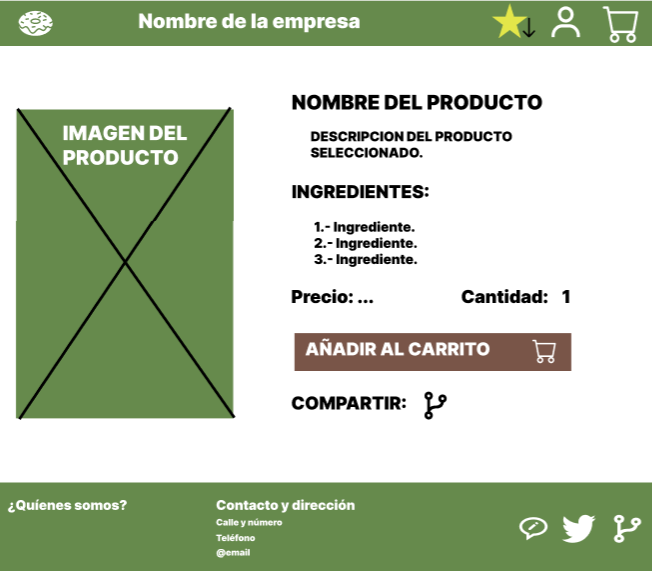 Nombre de la empresa
IMAGEN DEL
PRODUCTO
NOMBRE DEL PRODUCTO
DESCRIPCION DEL PRODUCTO
SELECCIONADO.
INGREDIENTES:
1.- Ingrediente.
2.- Ingrediente.
3.- Ingrediente.
Precio: ... Cantidad: 1
AÑADIR AL CARRITO
COMPARTIR:
¿Quíenes somos?
Contacto y dirección
Calle y número
Teléfono
@email